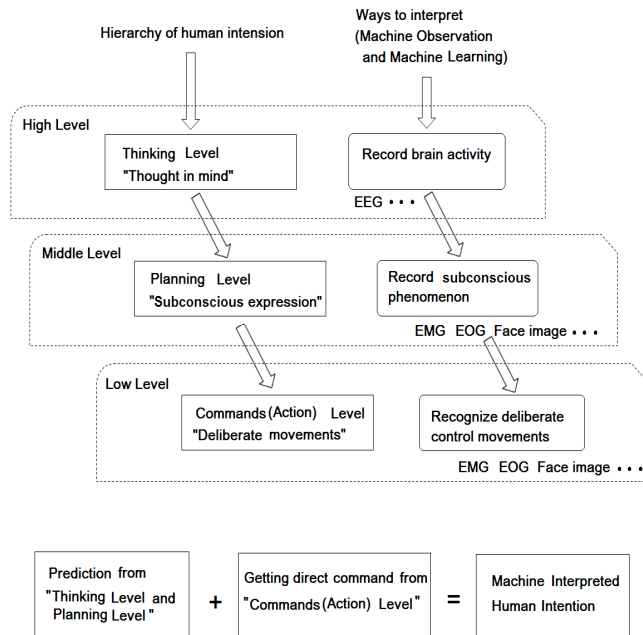 Hierarchy of human intension
Ways to interpret
(Machine Observation
and Machine Learning)
High Level
Thinking Level
"Thought in mind"
Record brain activity
EEG • • •
Middle Level
Planning Level
"Subconscious expression"
Record subconscious
phenomenon
EMG EOG Face image • • •
Low Level
Commands(Action) Level
"Deliberate movements"
Recognize deliberate
control movements
EMG EOG Face image • • •
Prediction from
"Thinking Level and
Planning Level"
+
Getting direct command from
"Commands(Action) Level"
=
Machine Interpreted
Human Intention